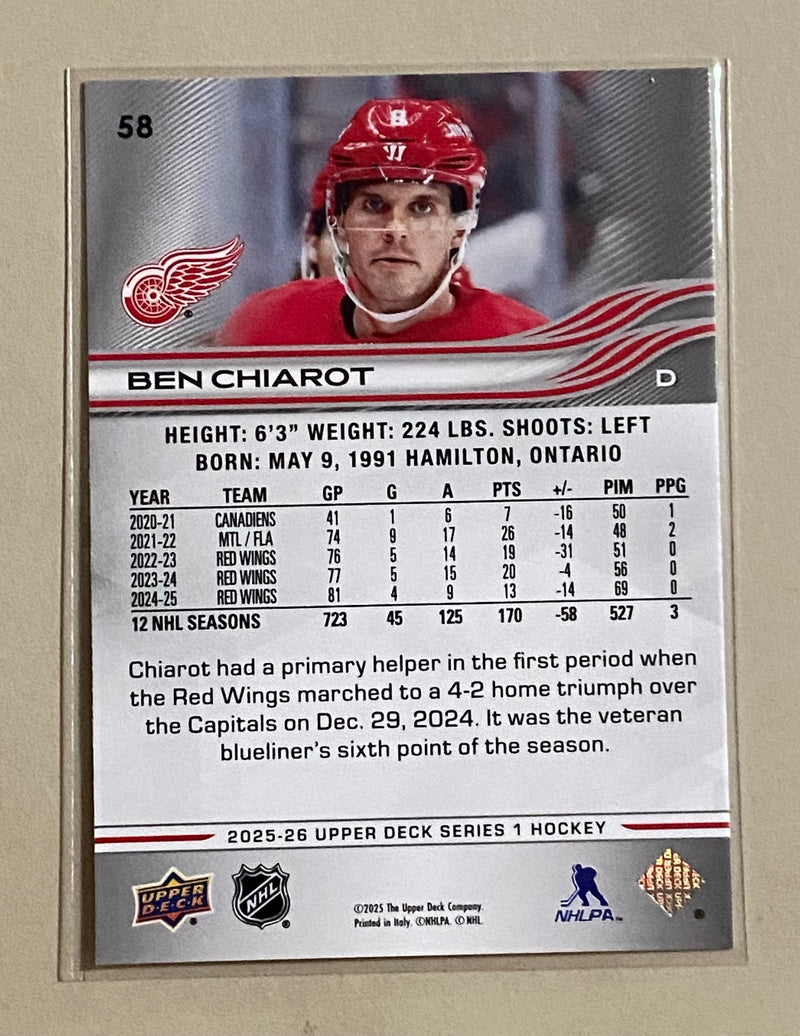 58
8
BEN CHIAROT
D
HEIGHT: 6'3" WEIGHT: 224 LBS. SHOOTS: LEFT
BORN: MAY 9, 1991 HAMILTON, ONTARIO
YEAR TEAM GP G A PTS +/- PIM PPG
2020-21 CANADIENS 41 1 6 7 -16 50 1
2021-22 MTL / FLA 74 9 17 26 -14 48 2
2022-23 RED WINGS 76 5 14 19 -31 51 0
2023-24 RED WINGS 77 5 15 20 -4 56 0
2024-25 RED WINGS 81 4 9 13 -14 69 0
12 NHL SEASONS 723 45 125 170 -58 527 3
Chiarot had a primary helper in the first period when
the Red Wings marched to a 4-2 home triumph over
the Capitals on Dec. 29, 2024. It was the veteran
blueliner's sixth point of the season.
2025-26 UPPER DECK SERIES 1 HOCKEY
UPPER
D·E·C·K
NHL
©2025 The Upper Deck Company.
Printed in Italy. ©NHLPA. © NHL
NHLPA™